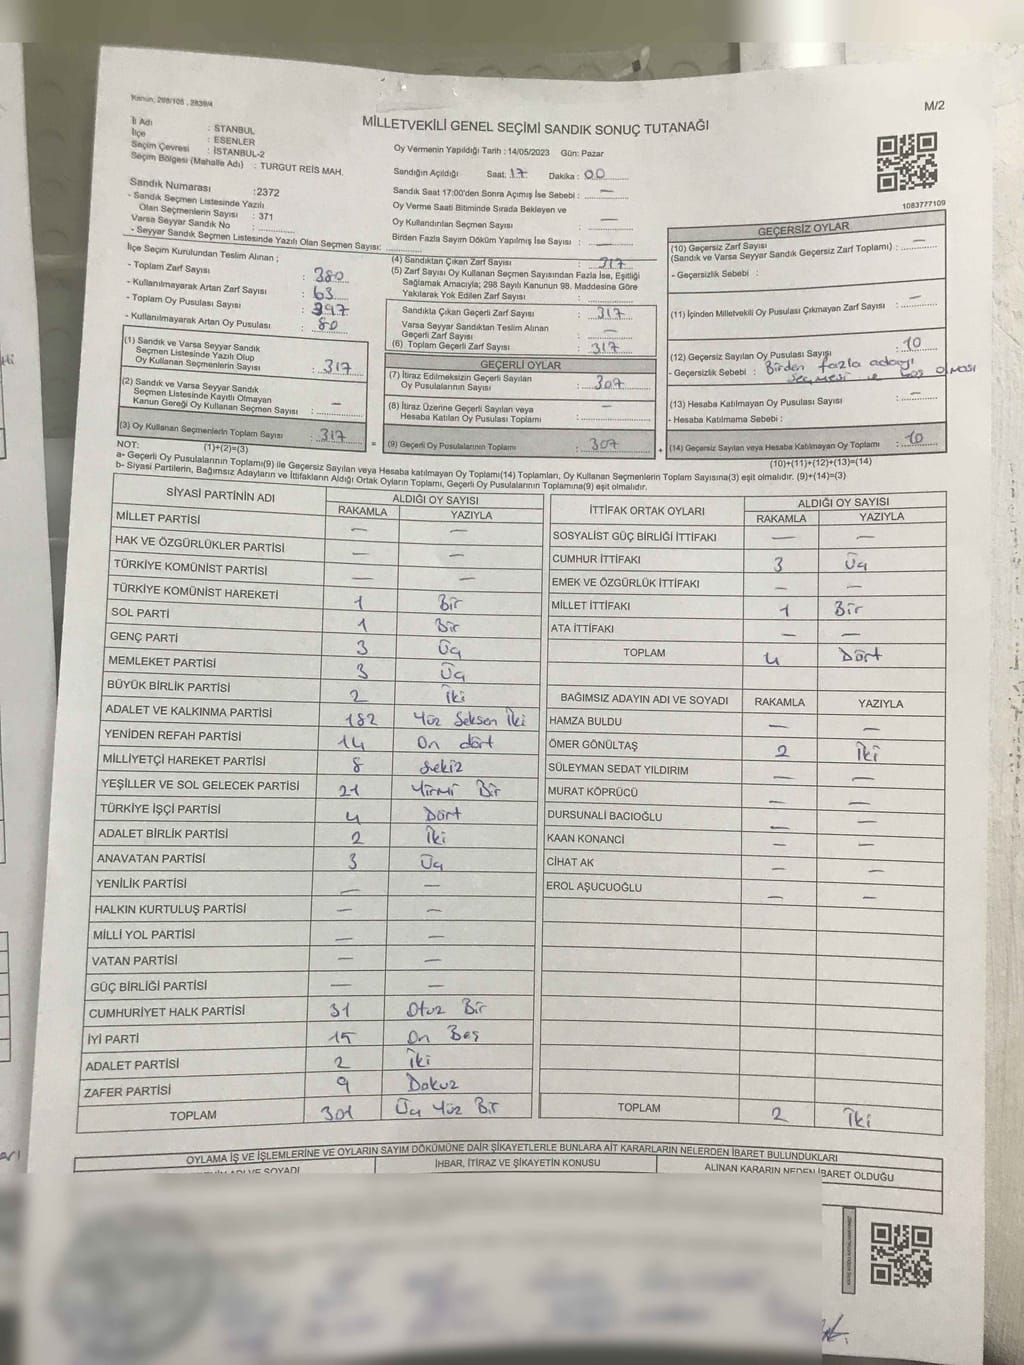 Kanun: 298/105 , 2839/4
M/2
MİLLETVEKİLİ GENEL SEÇİMİ SANDIK SONUÇ TUTANAĞI
İl Adı : STANBUL
İlçe : ESENLER
Seçim Çevresi : İSTANBUL-2
Seçim Bölgesi (Mahalle Adı) : TURGUT REİS MAH.
Sandık Numarası :2372
- Sandık Seçmen Listesinde Yazılı
Olan Seçmenlerin Sayısı : 371
Varsa Seyyar Sandık No :
- Seyyar Sandık Seçmen Listesinde Yazılı Olan Seçmen Sayısı:
Oy Vermenin Yapıldığı Tarih : 14/05/2023 Gün: Pazar
Sandığın Açıldığı Saat: 17 Dakika : 00
Sandık Saat 17:00'den Sonra Açımış İse Sebebi : —
Oy Verme Saati Bitiminde Sırada Bekleyen ve
Oy Kullandırılan Seçmen Sayısı —
Birden Fazla Sayım Döküm Yapılmış İse Sayısı : —
1083777109
İlçe Seçim Kurulundan Teslim Alınan ;
- Toplam Zarf Sayısı : 380
- Kullanılmayarak Artan Zarf Sayısı : 63
- Toplam Oy Pusulası Sayısı : 397
- Kullanılmayarak Artan Oy Pusulası : 80
(1) Sandık ve Varsa Seyyar Sandık
Seçmen Listesinde Yazılı Olup
Oy Kullanan Seçmenlerin Sayısı : 317
(2) Sandık ve Varsa Seyyar Sandık
Seçmen Listesinde Kayıtlı Olmayan
Kanun Gereği Oy Kullanan Seçmen Sayısı : —
(3) Oy Kullanan Seçmenlerin Toplam Sayısı : 317
(1)+(2)=(3)
(4) Sandıktan Çıkan Zarf Sayısı : 317
(5) Zarf Sayısı Oy Kullanan Seçmen Sayısından Fazla İse, Eşitliği
Sağlamak Amacıyla; 298 Sayılı Kanunun 98. Maddesine Göre
Yakılarak Yok Edilen Zarf Sayısı :
Sandıkta Çıkan Geçerli Zarf Sayısı : 317
Varsa Seyyar Sandıktan Teslim Alınan
Geçerli Zarf Sayısı : —
(6) Toplam Geçerli Zarf Sayısı : 317
GEÇERLİ OYLAR
(7) İtiraz Edilmeksizin Geçerli Sayılan
Oy Pusulalarının Sayısı : 307
(8) İtiraz Üzerine Geçerli Sayılan veya
Hesaba Katılan Oy Pusulası Toplamı : —
= (9) Geçerli Oy Pusulalarının Toplamı : 307
GEÇERSİZ OYLAR
(10) Geçersiz Zarf Sayısı
(Sandık ve Varsa Seyyar Sandık Geçersiz Zarf Toplamı) : —
- Geçersizlik Sebebi :
(11) İçinden Milletvekili Oy Pusulası Çıkmayan Zarf Sayısı : —
(12) Geçersiz Sayılan Oy Pusulası Sayısı : 10
- Geçersizlik Sebebi : Birden fazla adayı
seçmesi ve boş olması
(13) Hesaba Katılmayan Oy Pusulası Sayısı : —
- Hesaba Katılmama Sebebi :
+ (14) Geçersiz Sayılan veya Hesaba Katılmayan Oy Toplamı : 10
(10)+(11)+(12)+(13)=(14)
NOT:
a- Geçerli Oy Pusulalarının Toplamı(9) ile Geçersiz Sayılan veya Hesaba katılmayan Oy Toplamı(14) Toplamları, Oy Kullanan Seçmenlerin Toplam Sayısına(3) eşit olmalıdır. (9)+(14)=(3)
b- Siyasi Partilerin, Bağımsız Adayların ve İttifakların Aldığı Ortak Oyların Toplamı, Geçerli Oy Pusulalarının Toplamına(9) eşit olmalıdır.
SİYASİ PARTİNİN ADI ALDIĞI OY SAYISI
RAKAMLA YAZIYLA
MİLLET PARTİSİ — —
HAK VE ÖZGÜRLÜKLER PARTİSİ — —
TÜRKİYE KOMÜNİST PARTİSİ — —
TÜRKİYE KOMÜNİST HAREKETİ 1 Bir
SOL PARTİ 1 Bir
GENÇ PARTİ 3 Üç
MEMLEKET PARTİSİ 3 Üç
BÜYÜK BİRLİK PARTİSİ 2 İki
ADALET VE KALKINMA PARTİSİ 182 Yüz Seksen İki
YENİDEN REFAH PARTİSİ 14 On dört
MİLLİYETÇİ HAREKET PARTİSİ 8 Sekiz
YEŞİLLER VE SOL GELECEK PARTİSİ 21 Yirmi Bir
TÜRKİYE İŞÇİ PARTİSİ 4 Dört
ADALET BİRLİK PARTİSİ 2 İki
ANAVATAN PARTİSİ 3 Üç
YENİLİK PARTİSİ — —
HALKIN KURTULUŞ PARTİSİ — —
MİLLİ YOL PARTİSİ — —
VATAN PARTİSİ — —
GÜÇ BİRLİĞİ PARTİSİ — —
CUMHURİYET HALK PARTİSİ 31 Otuz Bir
İYİ PARTİ 15 On Beş
ADALET PARTİSİ 2 İki
ZAFER PARTİSİ 9 Dokuz
TOPLAM 301 Üç Yüz Bir
İTTİFAK ORTAK OYLARI ALDIĞI OY SAYISI
RAKAMLA YAZIYLA
SOSYALİST GÜÇ BİRLİĞİ İTTİFAKI — —
CUMHUR İTTİFAKI 3 Üç
EMEK VE ÖZGÜRLÜK İTTİFAKI — —
MİLLET İTTİFAKI 1 Bir
ATA İTTİFAKI — —
TOPLAM 4 Dört
BAĞIMSIZ ADAYIN ADI VE SOYADI RAKAMLA YAZIYLA
HAMZA BULDU — —
ÖMER GÖNÜLTAŞ 2 İki
SÜLEYMAN SEDAT YILDIRIM — —
MURAT KÖPRÜCÜ — —
DURSUNALİ BACIOĞLU — —
KAAN KONANCİ — —
CİHAT AK — —
EROL AŞUCUOĞLU — —
TOPLAM 2 İki
OYLAMA İŞ VE İŞLEMLERİNE VE OYLARIN SAYIM DÖKÜMÜNE DAİR ŞİKAYETLERLE BUNLARA AİT KARARLARIN NELERDEN İBARET BULUNDUKLARI
ADI VE SOYADI İHBAR, İTİRAZ VE ŞİKAYETİN KONUSU ALINAN KARARIN NEDEN İBARET OLDUĞU